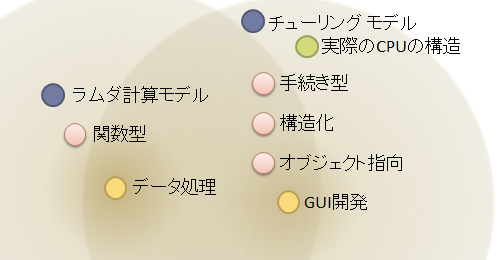 チューリング モデル
実際のCPUの構造
ラムダ計算モデル
手続き型
関数型
構造化
オブジェクト指向
データ処理
GUI開発